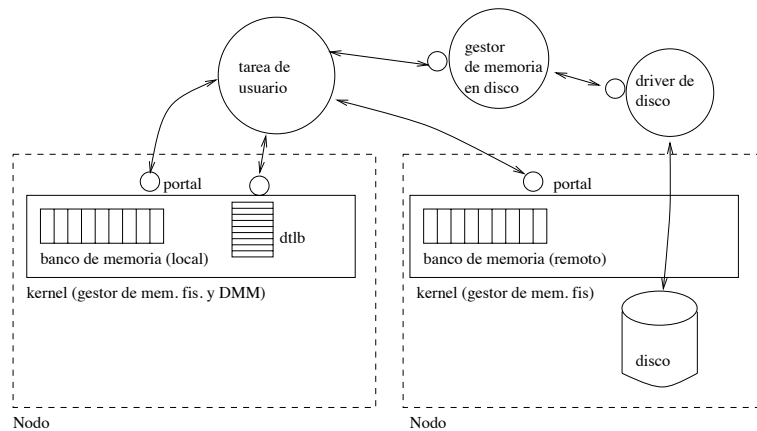 tarea de
usuario
gestor
de memoria
en disco
driver de
disco
portal
dtlb
banco de memoria (local)
kernel (gestor de mem. fis. y DMM)
Nodo
portal
banco de memoria (remoto)
kernel (gestor de mem. fis)
disco
Nodo